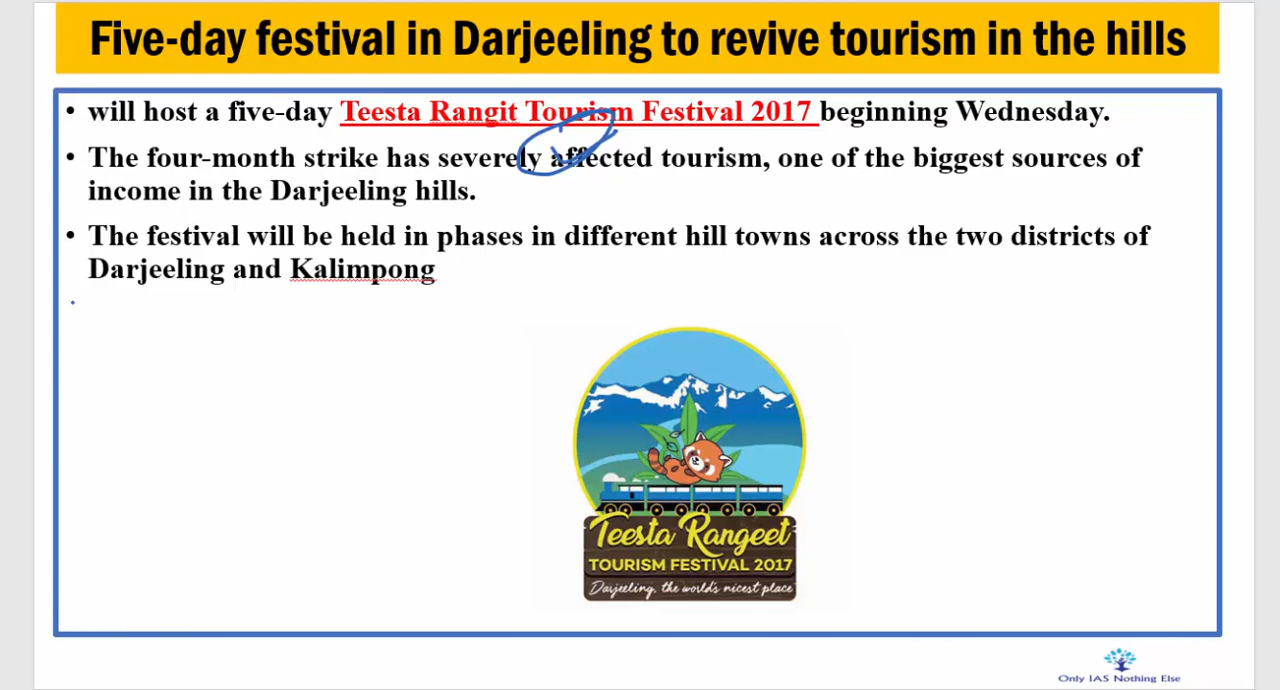 Five-day festival in Darjeeling to revive tourism in the hills
• will host a five-day Teesta Rangit Tourism Festival 2017 beginning Wednesday.
• The four-month strike has severely affected tourism, one of the biggest sources of
income in the Darjeeling hills.
• The festival will be held in phases in different hill towns across the two districts of
Darjeeling and Kalimpong
Teesta Rangeet
TOURISM FESTIVAL 2017
Darjeeling, the world's nicest place
Only IAS Nothing Else